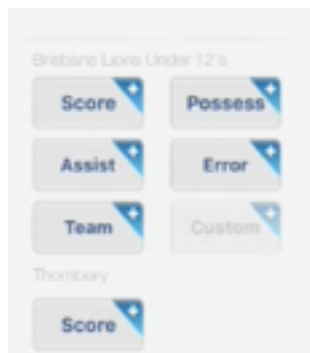 Brisbane Lions Under 12's
Score Possess
Assist Error
Team Custom
Thornbury
Score